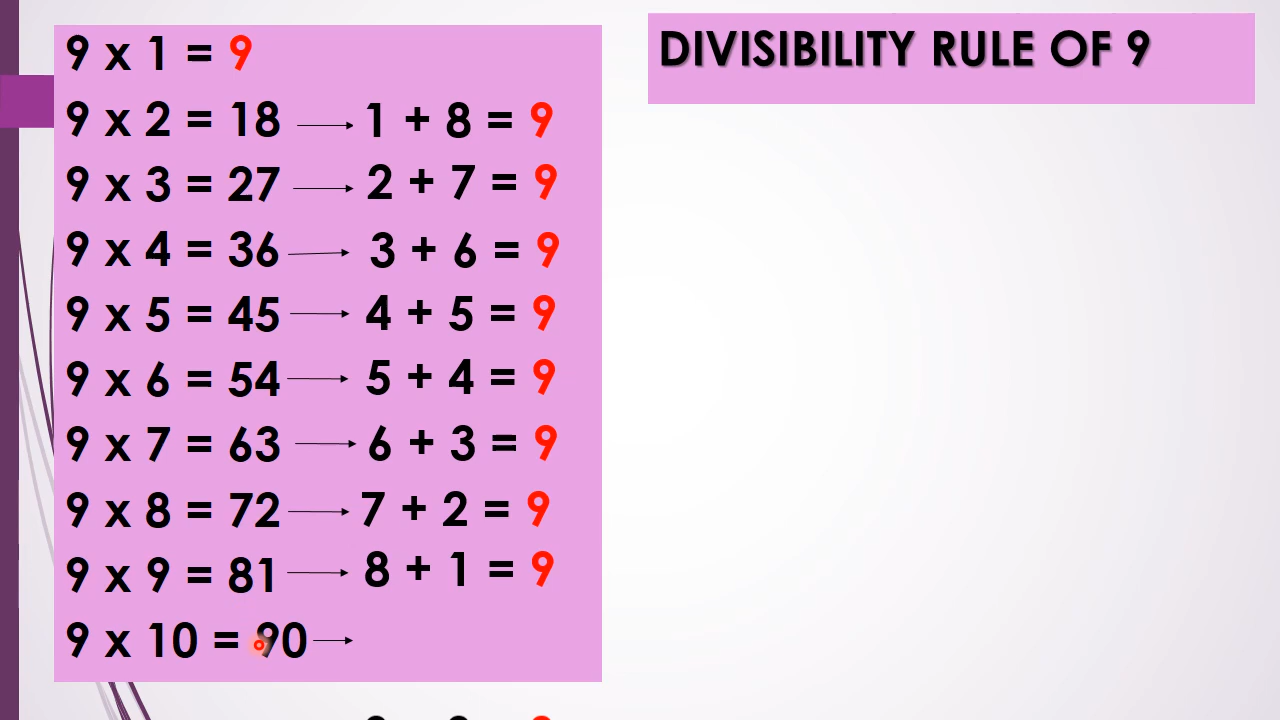 9 x 1 = 9
9 x 2 = 18 → 1 + 8 = 9
9 x 3 = 27 → 2 + 7 = 9
9 x 4 = 36 → 3 + 6 = 9
9 x 5 = 45 → 4 + 5 = 9
9 x 6 = 54 → 5 + 4 = 9
9 x 7 = 63 → 6 + 3 = 9
9 x 8 = 72 → 7 + 2 = 9
9 x 9 = 81 → 8 + 1 = 9
9 x 10 = 90 →
DIVISIBILITY RULE OF 9